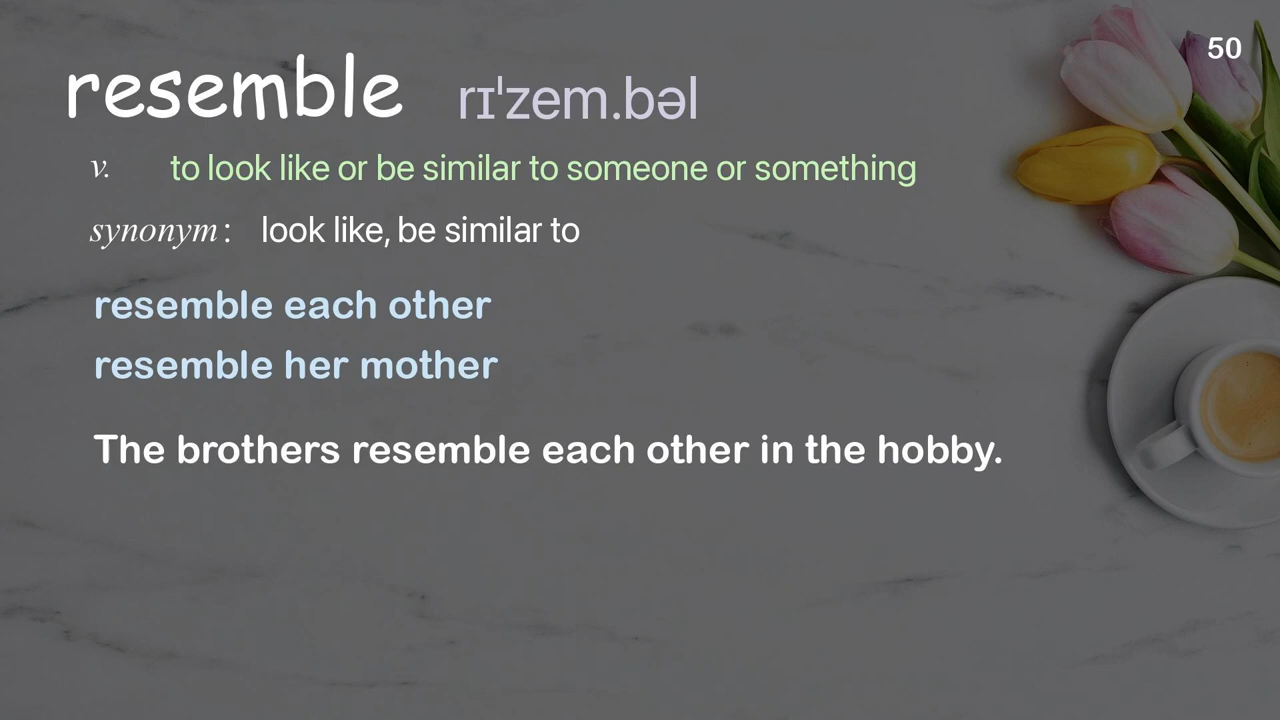 50
resemble rɪˈzem.bəl
v. to look like or be similar to someone or something
synonym : look like, be similar to
resemble each other
resemble her mother
The brothers resemble each other in the hobby.